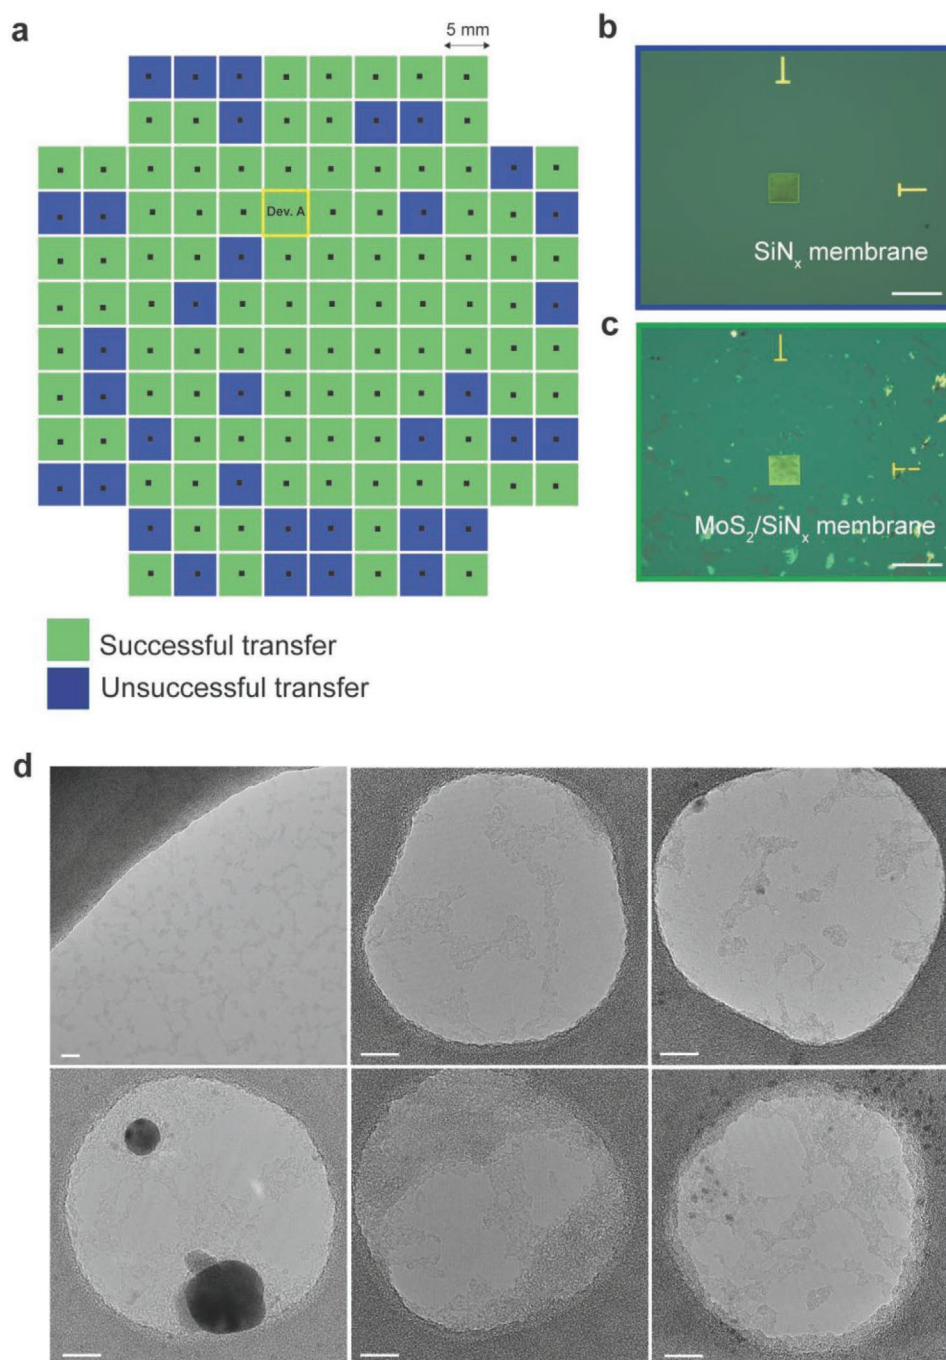 a
5 mm
Dev. A
Successful transfer
Unsuccessful transfer
b
SiNx membrane
c
MoS2/SiNx membrane
d